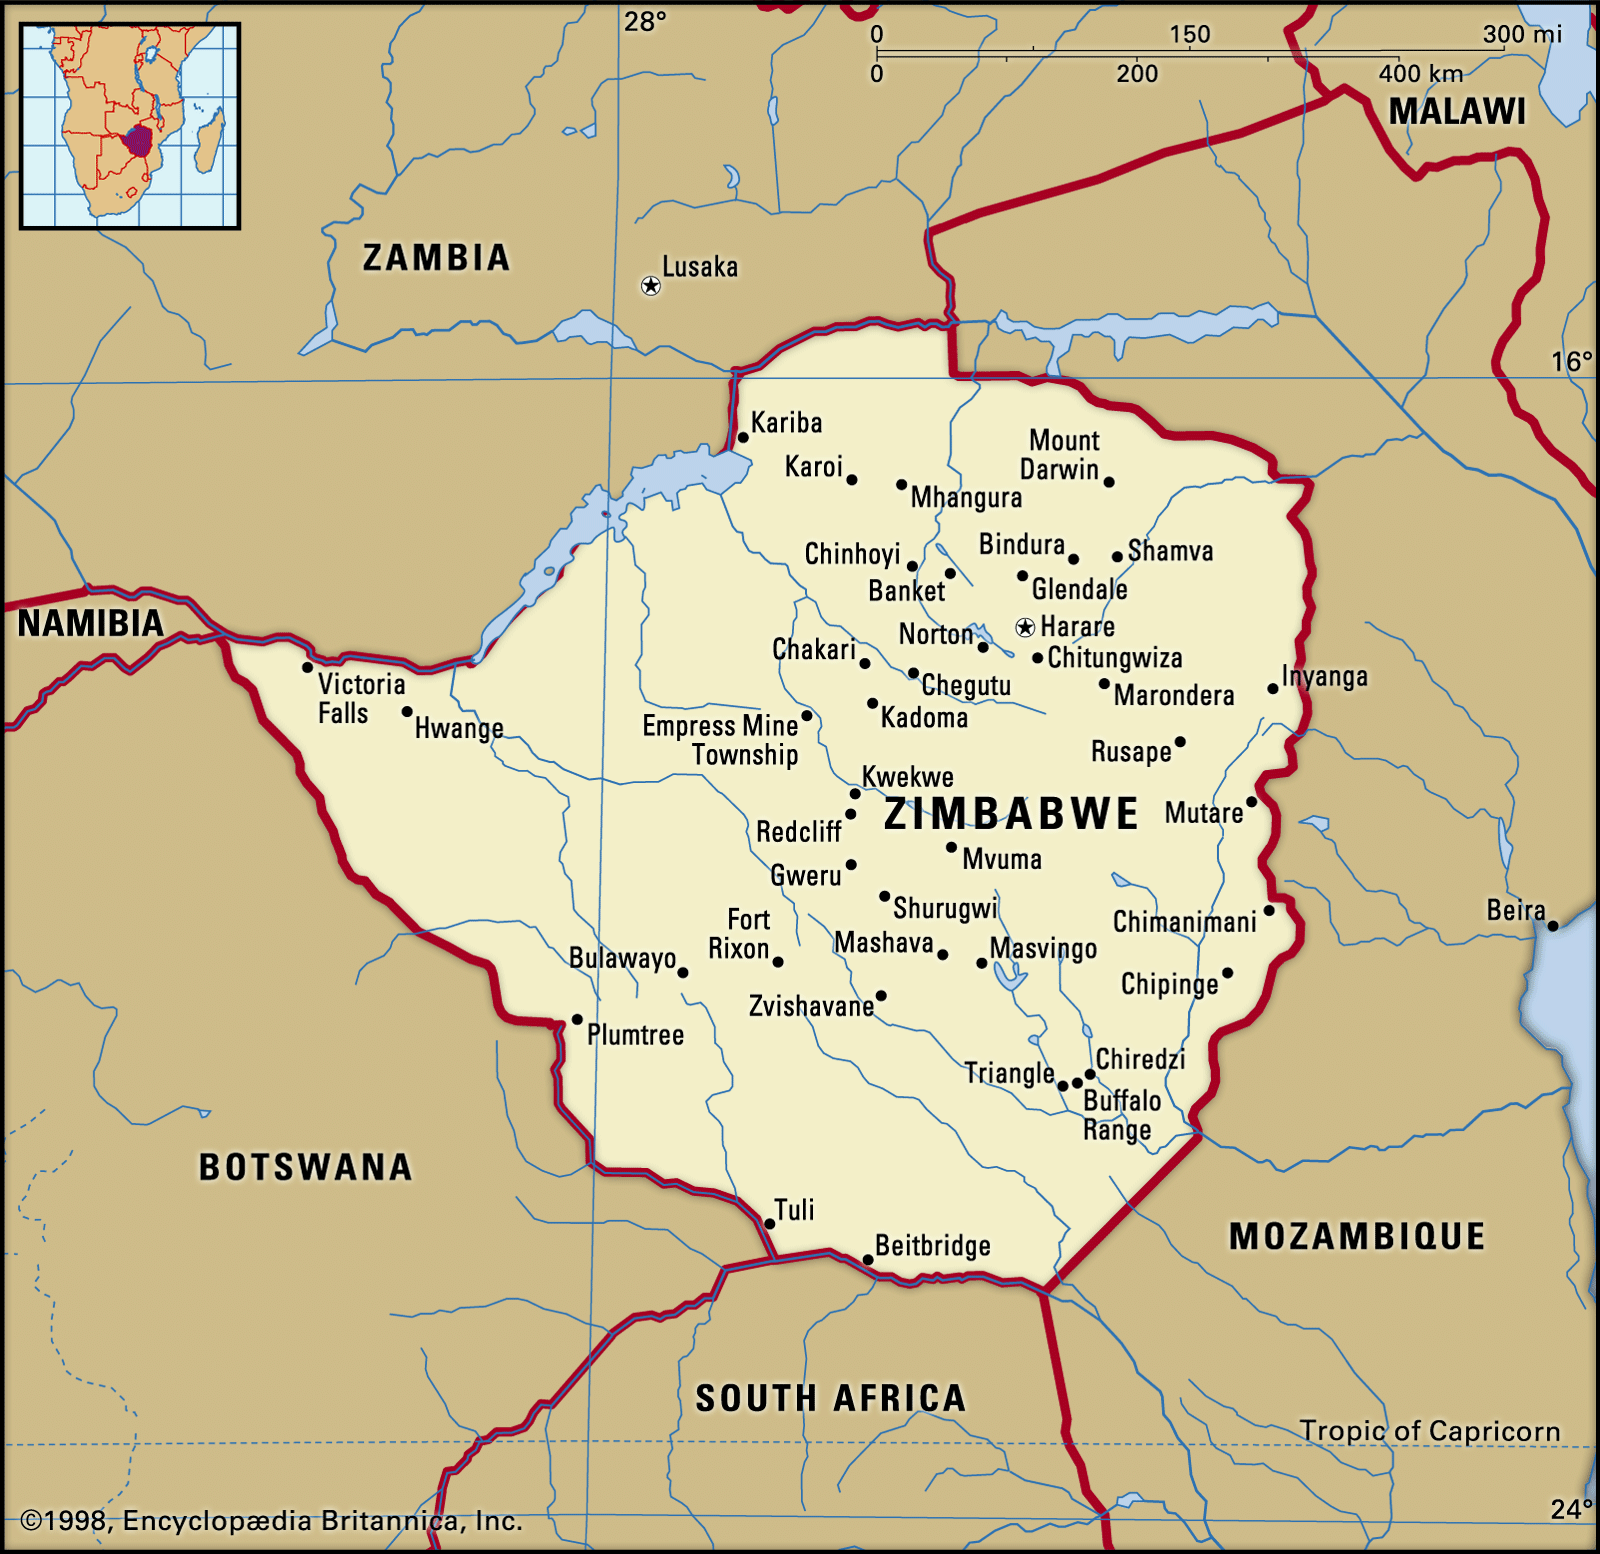 28°
0 150 300 mi
0 200 400 km
MALAWI
ZAMBIA
Lusaka
16°
Kariba
Karoi
Mhangura
Mount
Darwin
Chinhoyi
Banket
Bindura
Shamva
Glendale
NAMIBIA
Harare
Norton
Chitungwiza
Chakari
Chegutu
Kadoma
Marondera
Inyanga
Victoria
Falls
Hwange
Empress Mine
Township
Rusape
Kwekwe
ZIMBABWE
Mutare
Redcliff
Mvuma
Gweru
Shurugwi
Fort
Rixon
Chimanimani
Beira
Bulawayo
Mashava
Masvingo
Chipinge
Zvishavane
Plumtree
Triangle
Chiredzi
Buffalo
Range
BOTSWANA
Tuli
Beitbridge
MOZAMBIQUE
SOUTH AFRICA
Tropic of Capricorn
24°
©1998, Encyclopædia Britannica, Inc.